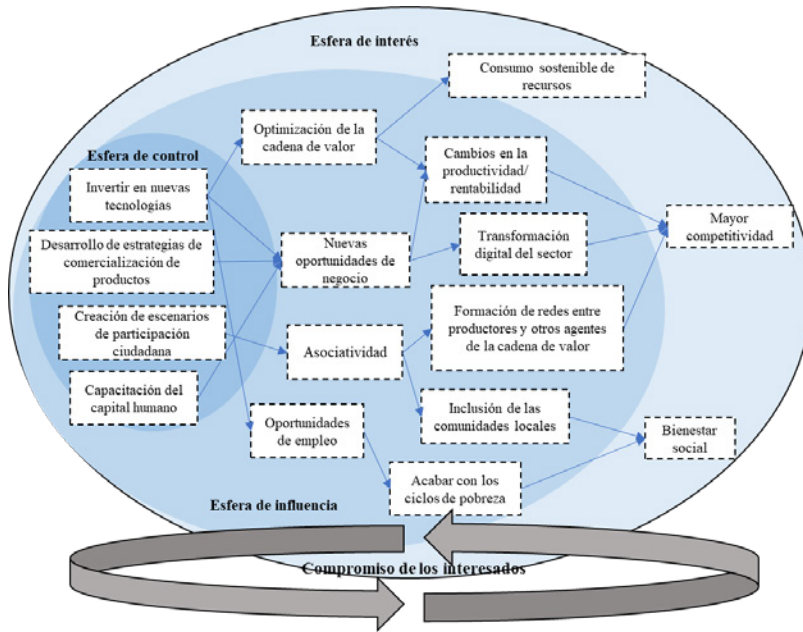 Esfera de interés
Consumo sostenible de
recursos
Optimización de la
cadena de valor
Esfera de control
Cambios en la
productividad/
rentabilidad
Invertir en nuevas
tecnologías
Mayor
competitividad
Desarrollo de estrategias de
comercialización de
productos
Nuevas
oportunidades de
negocio
Transformación
digital del sector
Creación de escenarios
de participación
ciudadana
Asociatividad
Formación de redes entre
productores y otros agentes
de la cadena de valor
Capacitación del
capital humano
Oportunidades
de empleo
Inclusión de las
comunidades locales
Bienestar
social
Acabar con los
ciclos de pobreza
Esfera de influencia
Compromiso de los interesados